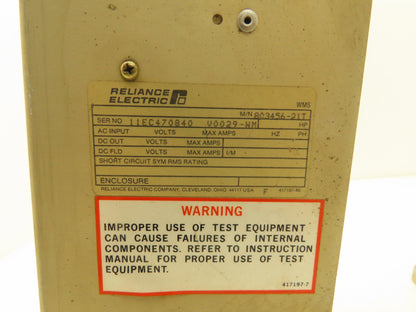 RELIANCE
ELECTRIC
WMS
M/N 803456-21T
SER NO 11EC470840 V0029-WM HP
AC INPUT VOLTS MAX AMPS HZ PH
DC OUT VOLTS MAX AMPS
DC FLD VOLTS MAX AMPS I/M
SHORT CIRCUIT SYM RMS RATING
ENCLOSURE
RELIANCE ELECTRIC COMPANY, CLEVELAND, OHIO 44117 USA
WARNING
IMPROPER USE OF TEST EQUIPMENT
CAN CAUSE FAILURES OF INTERNAL
COMPONENTS. REFER TO INSTRUCTION
MANUAL FOR PROPER USE OF TEST
EQUIPMENT.
417197-7